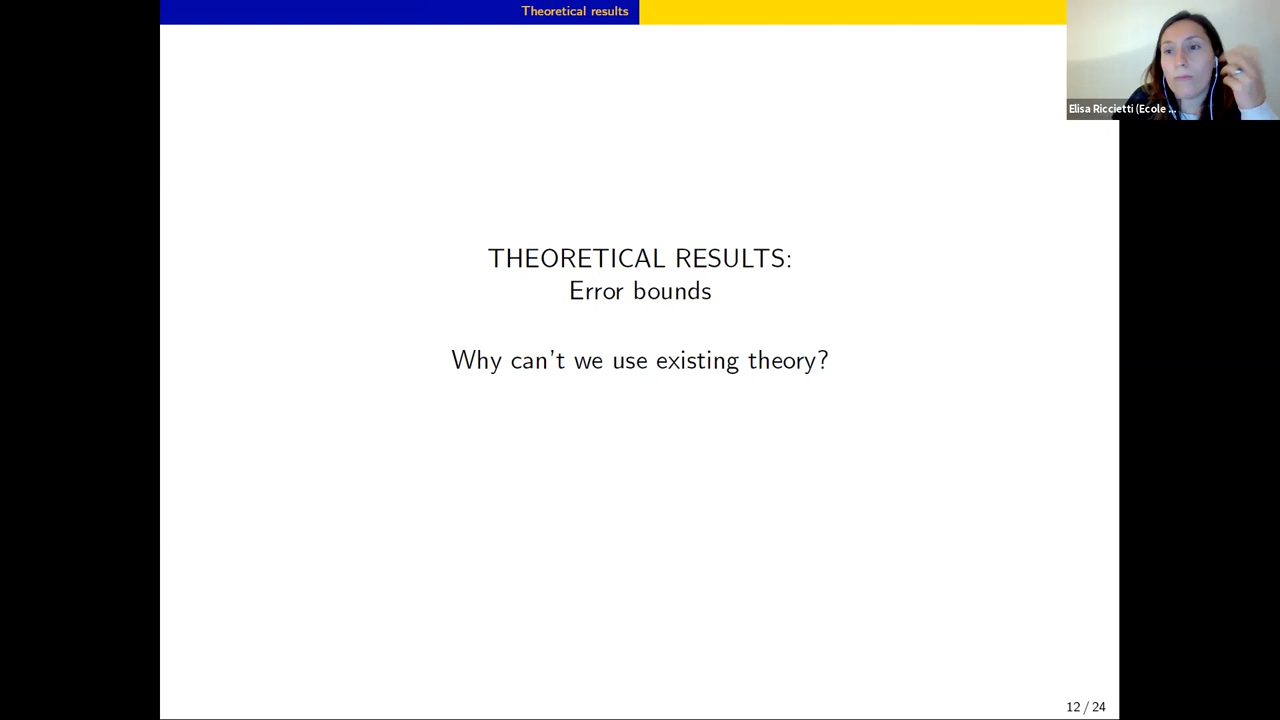 Theoretical results
Elisa Riccietti (Ecole ...
THEORETICAL RESULTS:
Error bounds
Why can't we use existing theory?
12 / 24